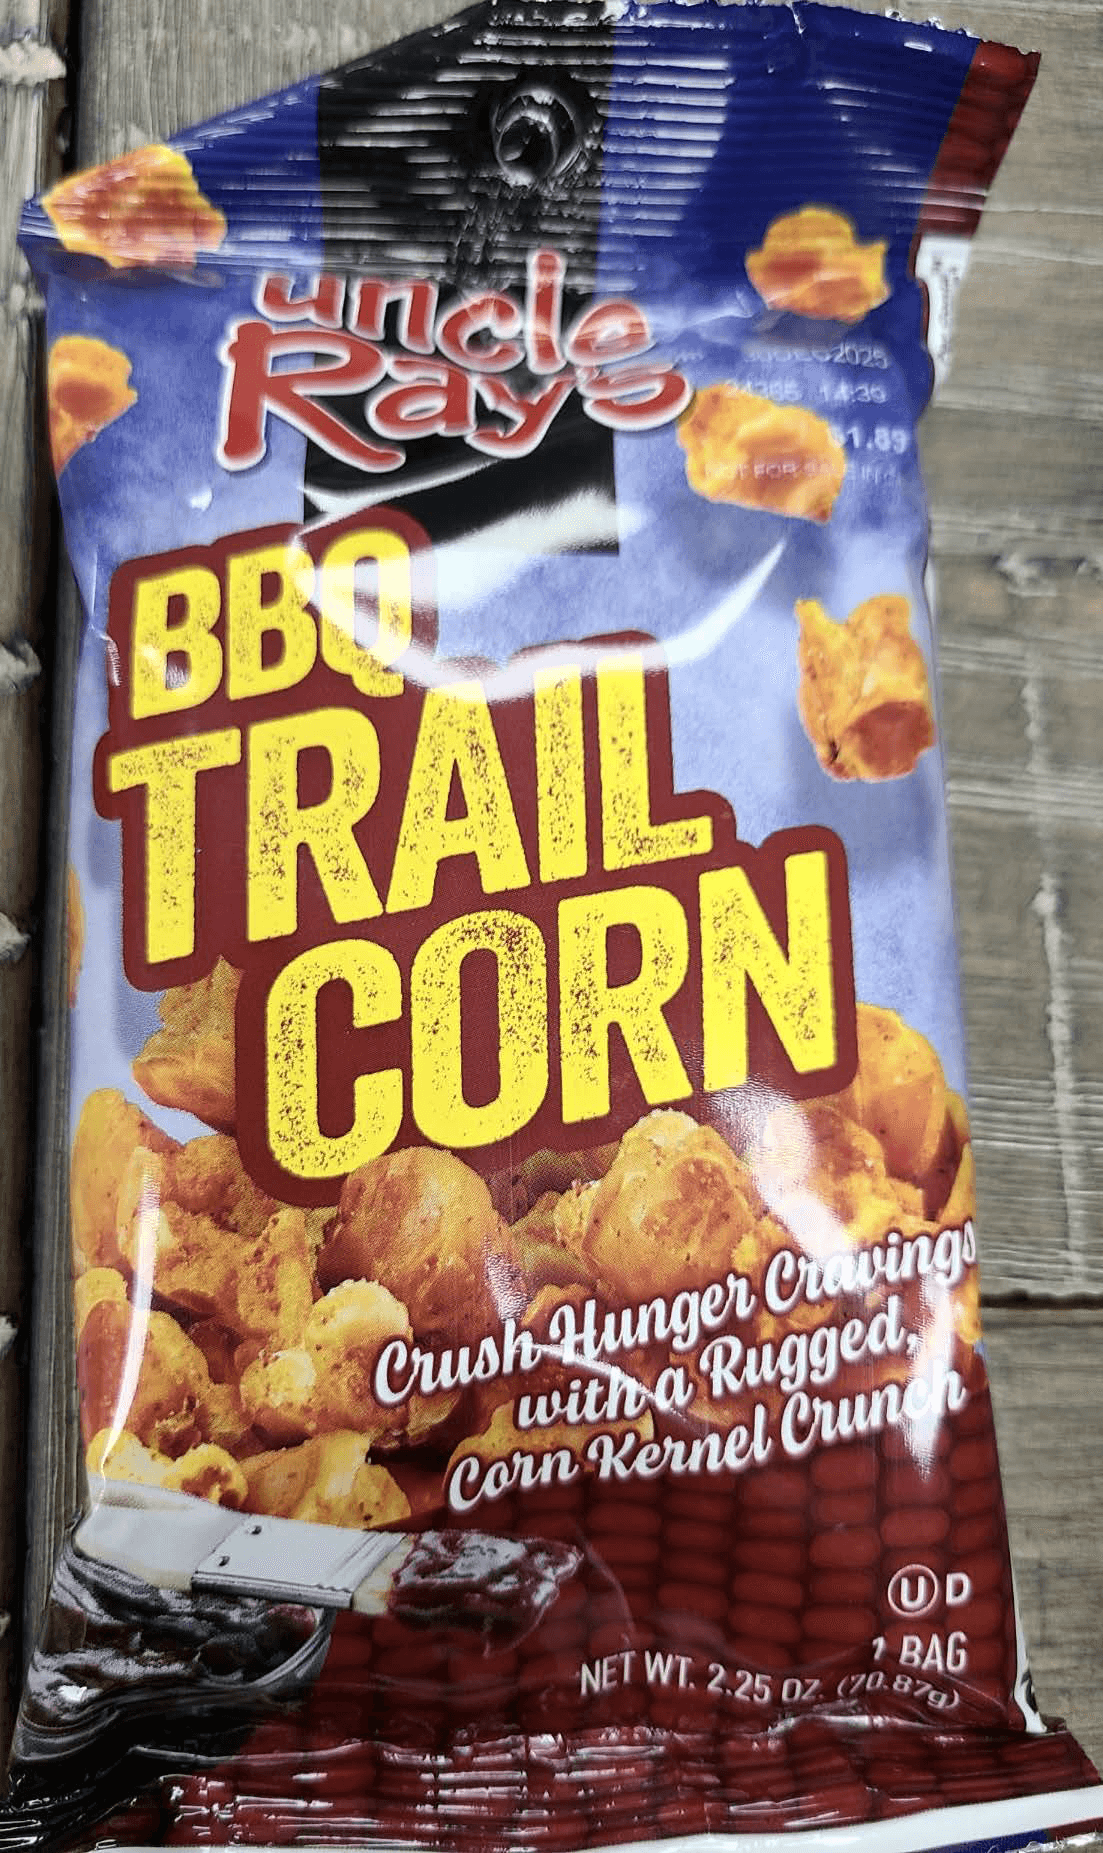 uncle
Ray's
2025
14:39
$1.89
BBQ
TRAIL
CORN
Crush Hunger Cravings
with a Rugged,
Corn Kernel Crunch
U D
1 BAG
NET WT. 2.25 OZ. (70.87g)